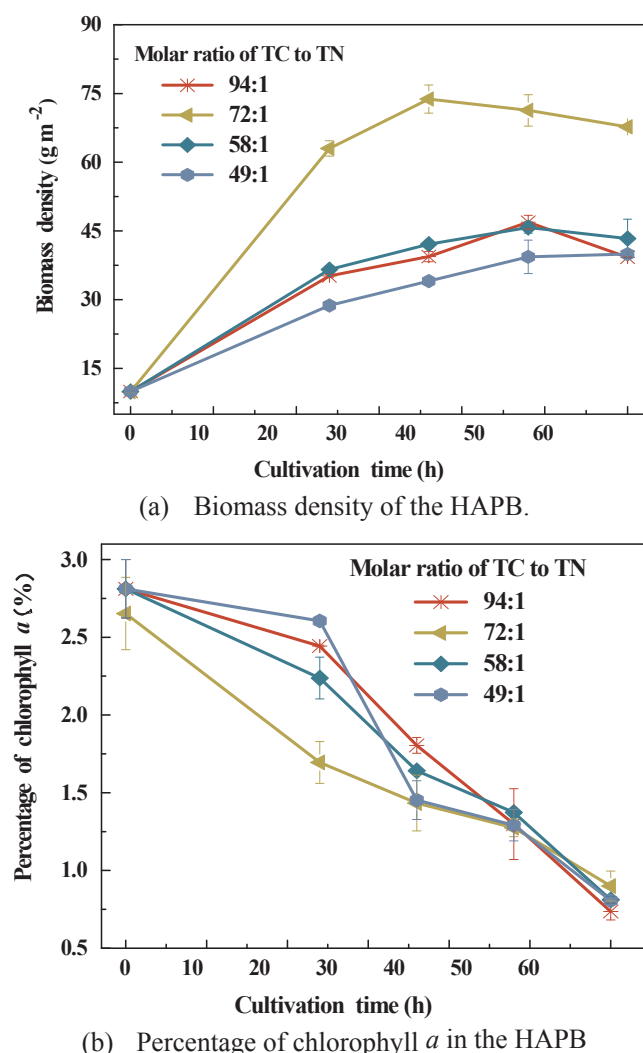 90
75
60
45
30
15
Biomass density (g m⁻²)
Molar ratio of TC to TN
94:1
72:1
58:1
49:1
0 10 20 30 40 50 60
Cultivation time (h)
(a) Biomass density of the HAPB.
3.0
2.5
2.0
1.5
1.0
0.5
Percentage of chlorophyll a (%)
Molar ratio of TC to TN
94:1
72:1
58:1
49:1
0 10 20 30 40 50 60
Cultivation time (h)
(b) Percentage of chlorophyll a in the HAPB